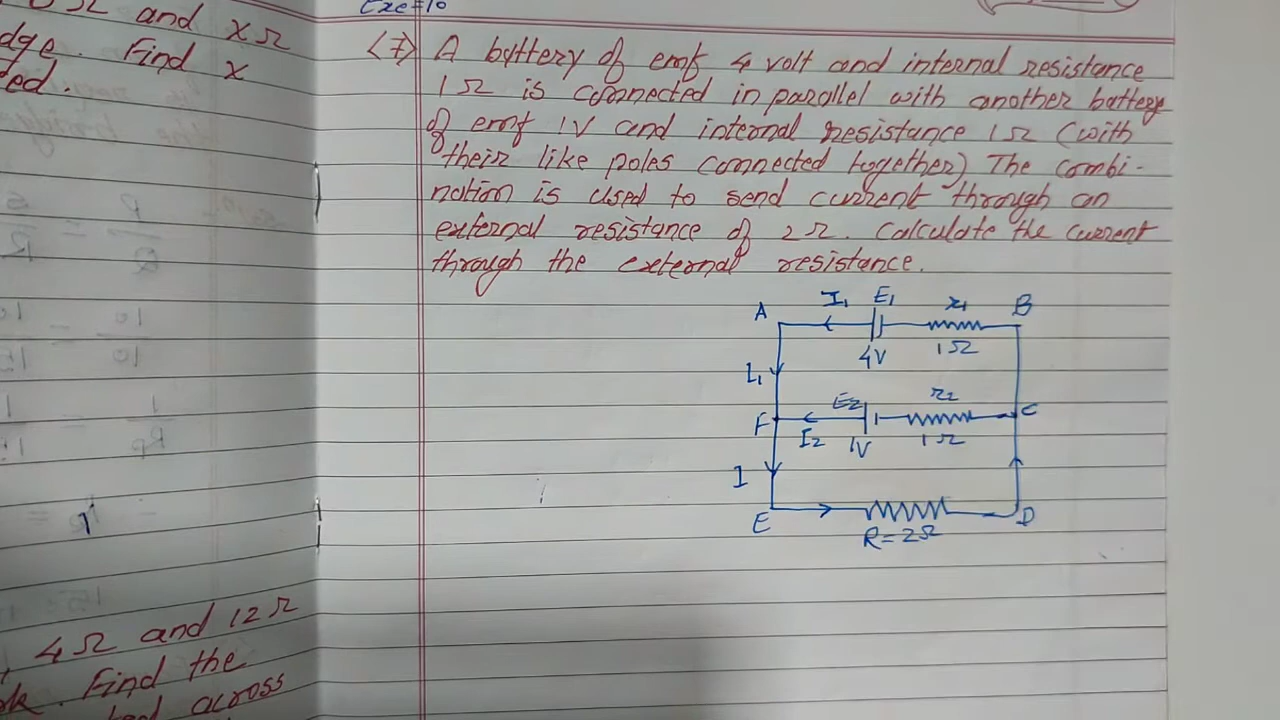 Ω and xΩ
dge. Find x
ded.
4Ω and 12Ω
Find the
across
Exe=10
<7> A battery of emf 4 volt and internal resistance
1Ω is connected in parallel with another battery
of emf 1V and internal resistance 1Ω (with
their like poles connected together) The combi-
nation is used to send current through an
external resistance of 2Ω. Calculate the current
through the external resistance.
A I₁ E₁ r₁ B
4V 1Ω
I₁
E₂ r₂
F C
I₂ 1V 1Ω
I
E D
R=2Ω